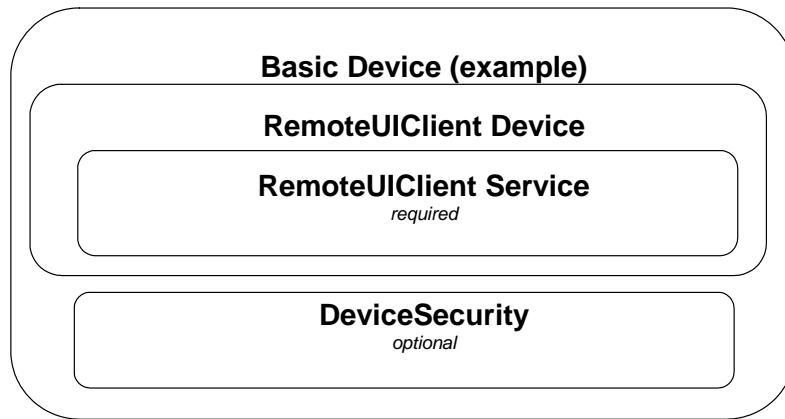 Basic Device (example)
RemoteUIClient Device
RemoteUIClient Service
required
DeviceSecurity
optional